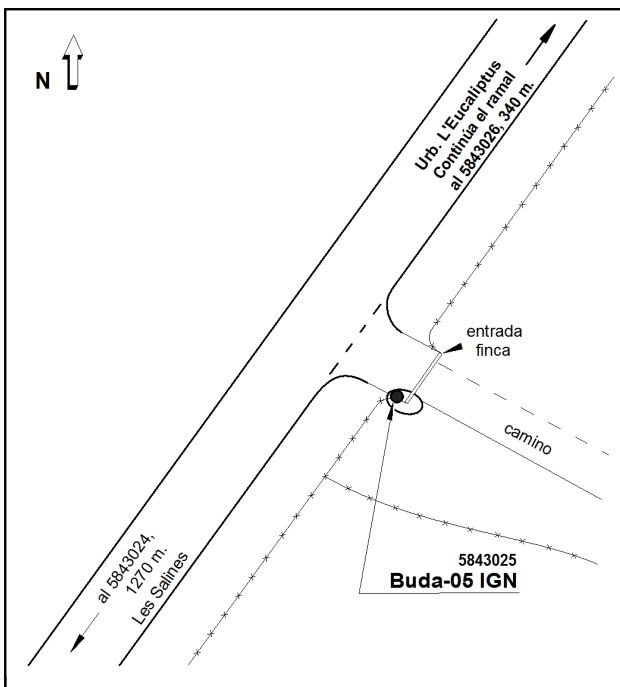 N
Urb. L'Eucaliptus
Continúa el ramal
al 5843026, 340 m.
entrada
finca
camino
al 5843024,
1270 m.
Les Salines
5843025
Buda-05 IGN